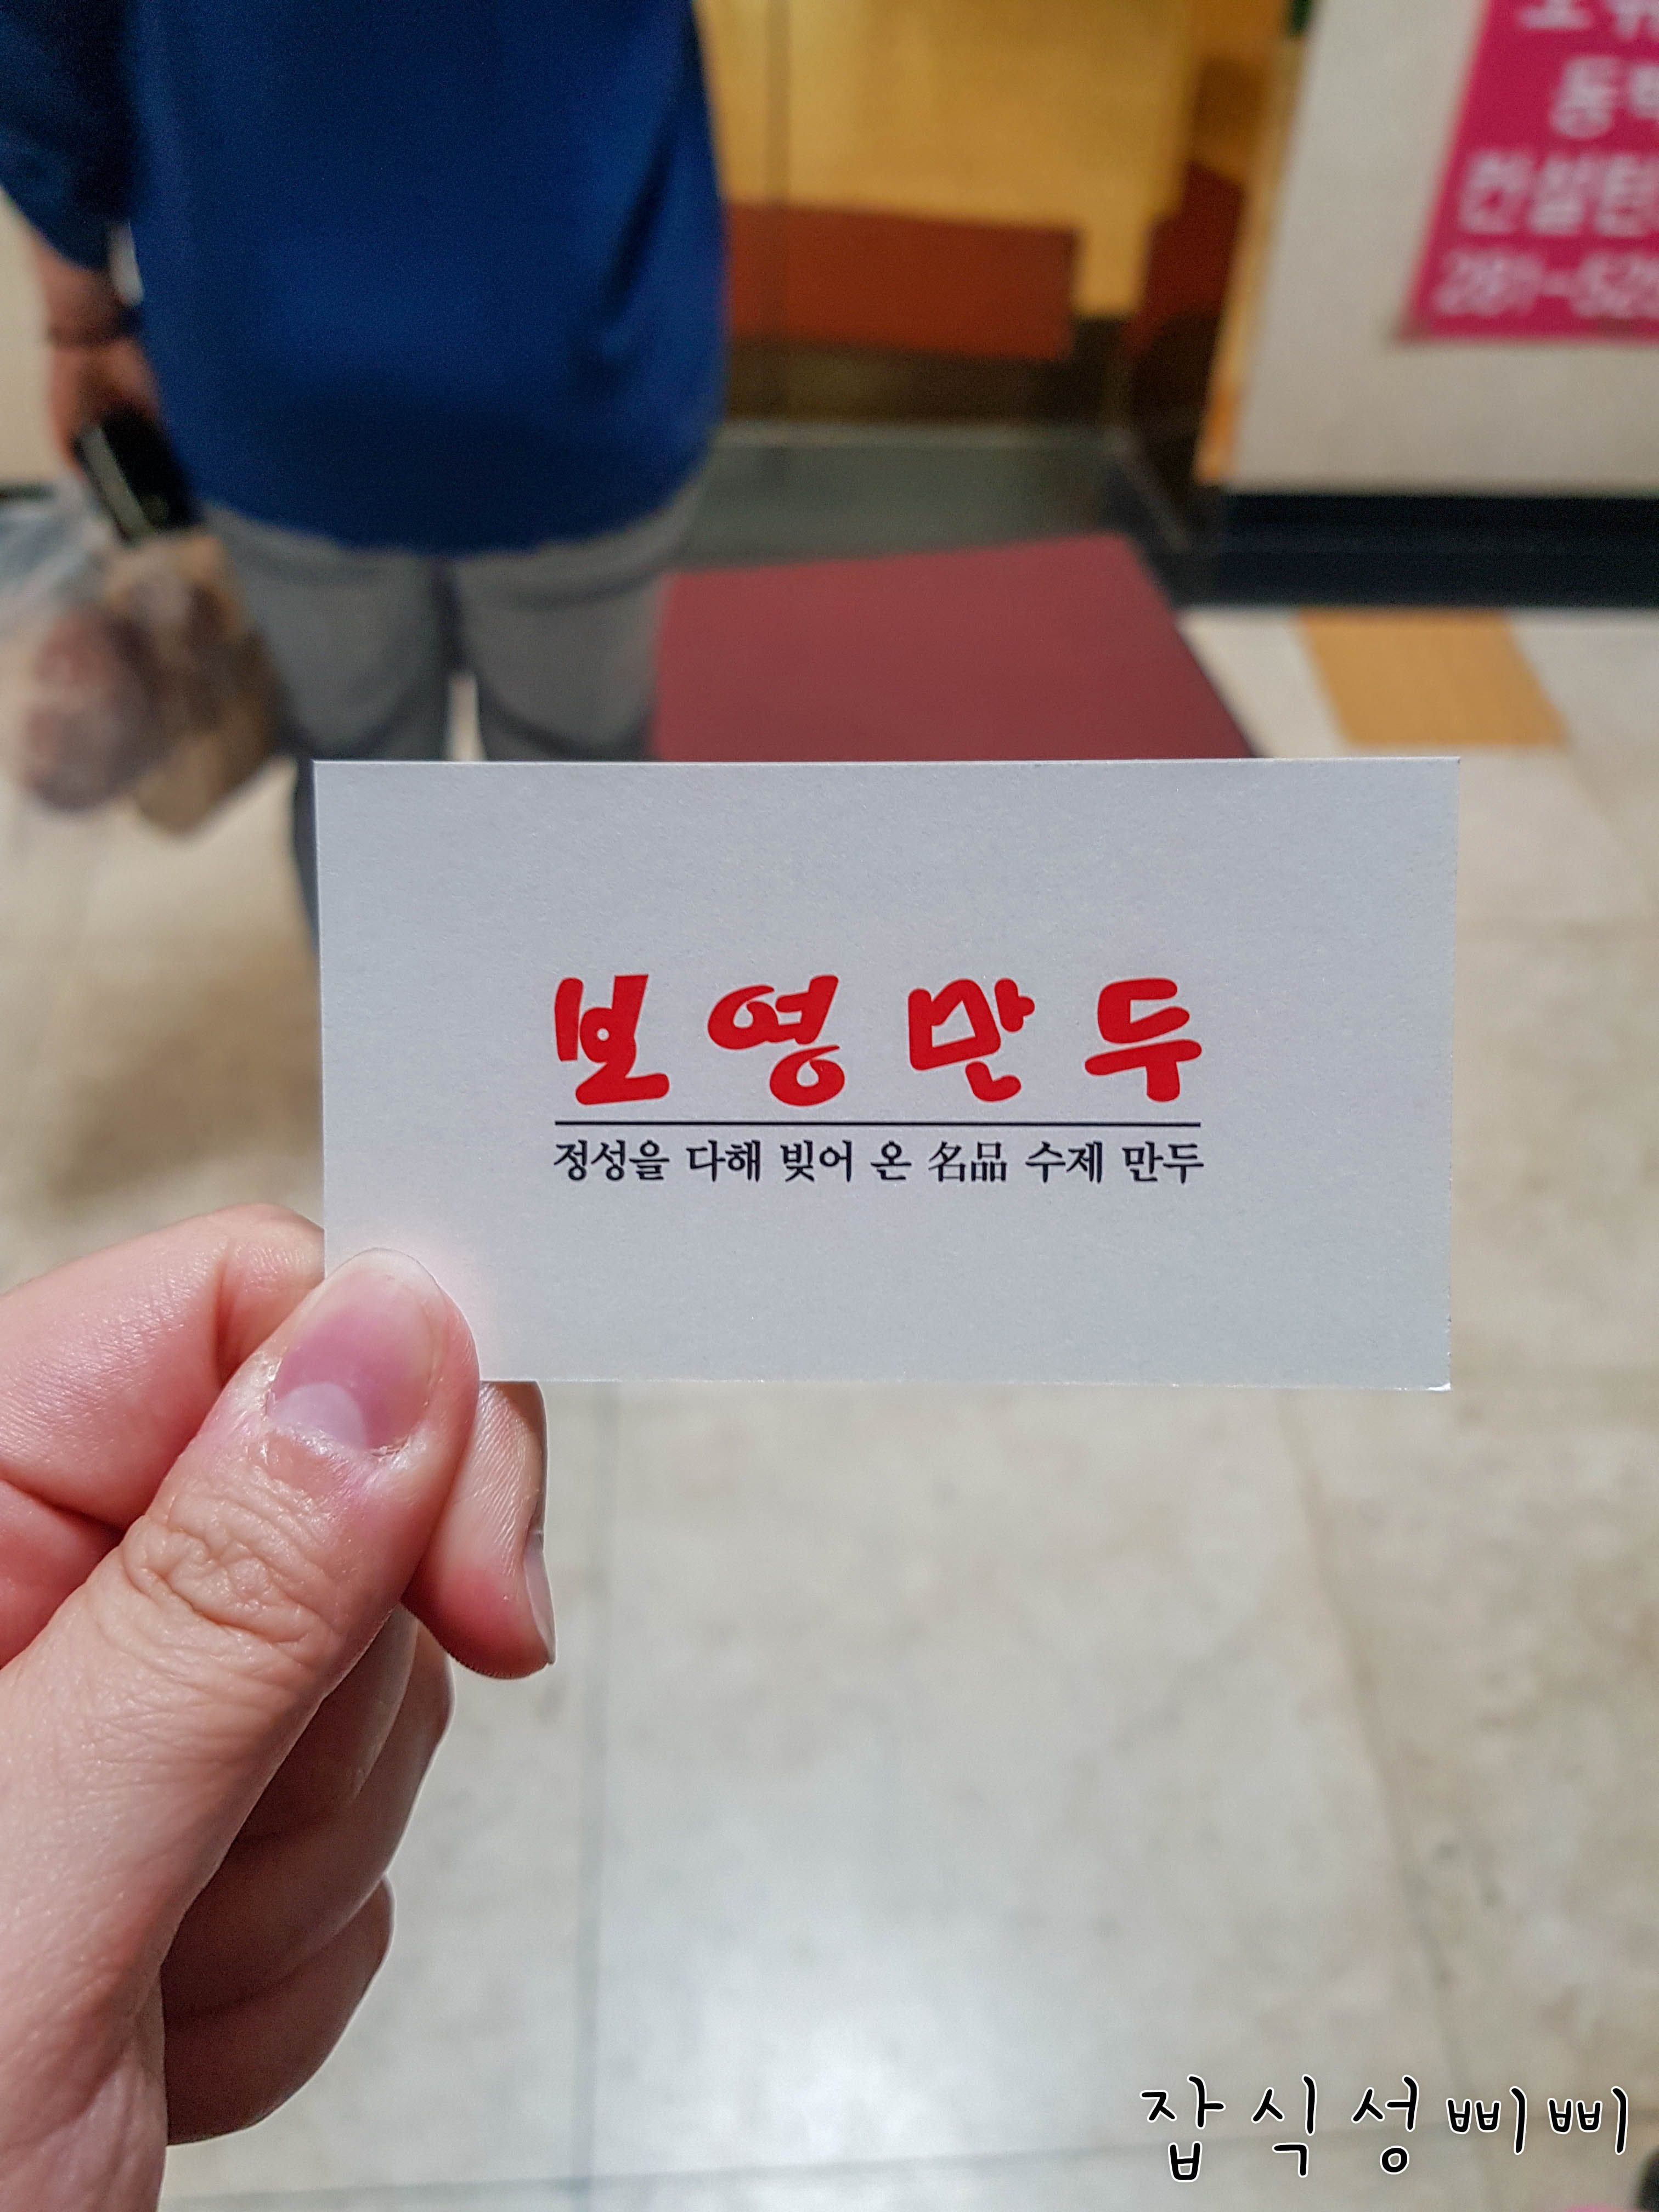 보영만두
정성을 다해 빚어 온 名品 수제 만두
잡식성삐삐